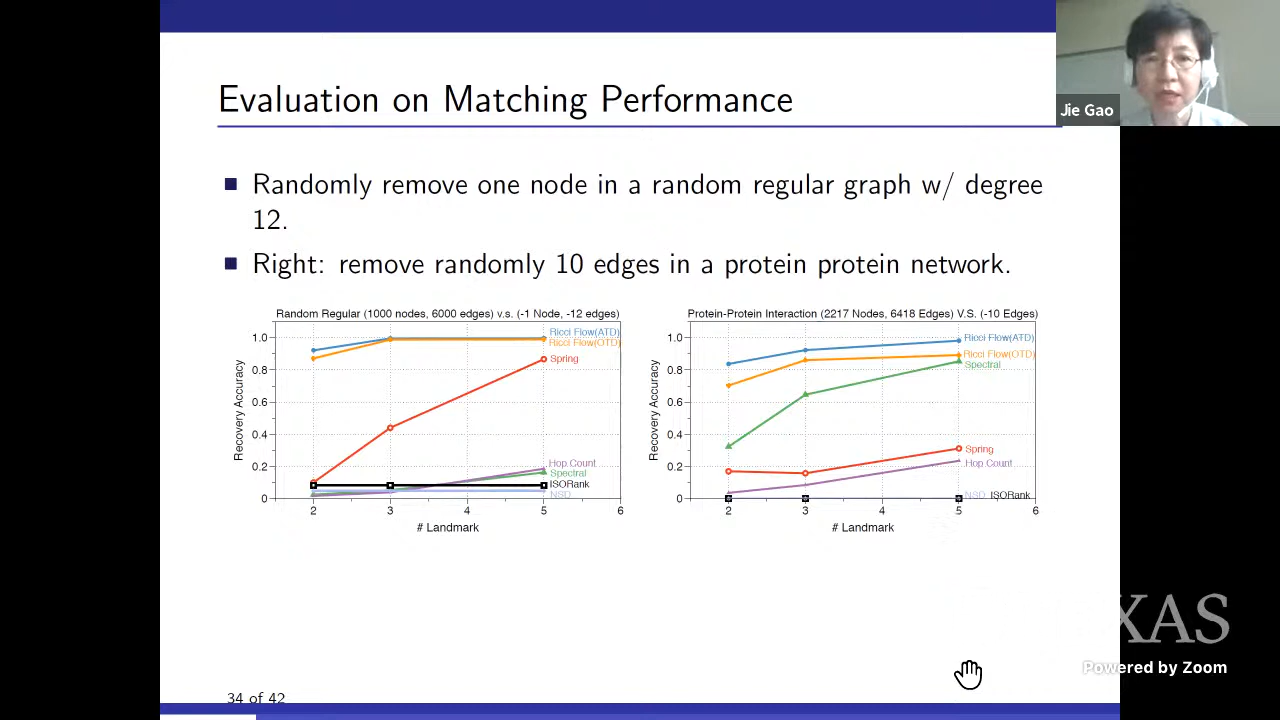 Evaluation on Matching Performance
Jie Gao
Randomly remove one node in a random regular graph w/ degree
12.
Right: remove randomly 10 edges in a protein protein network.
Random Regular (1000 nodes, 6000 edges) v.s. (-1 Node, -12 edges)
Recovery Accuracy
1.0
0.8
0.6
0.4
0.2
0
Ricci Flow(ATD)
Ricci Flow(OTD)
Spring
Hop Count
Spectral
ISORank
NSD
2 3 5 6
# Landmark
Protein-Protein Interaction (2217 Nodes, 6418 Edges) V.S. (-10 Edges)
Recovery Accuracy
1.0
0.8
0.6
0.4
0.2
0
Ricci Flow(ATD)
Ricci Flow(OTD)
Spectral
Spring
Hop Count
NSD ISORank
2 3 5 6
# Landmark
XAS
Powered by Zoom
34 of 42